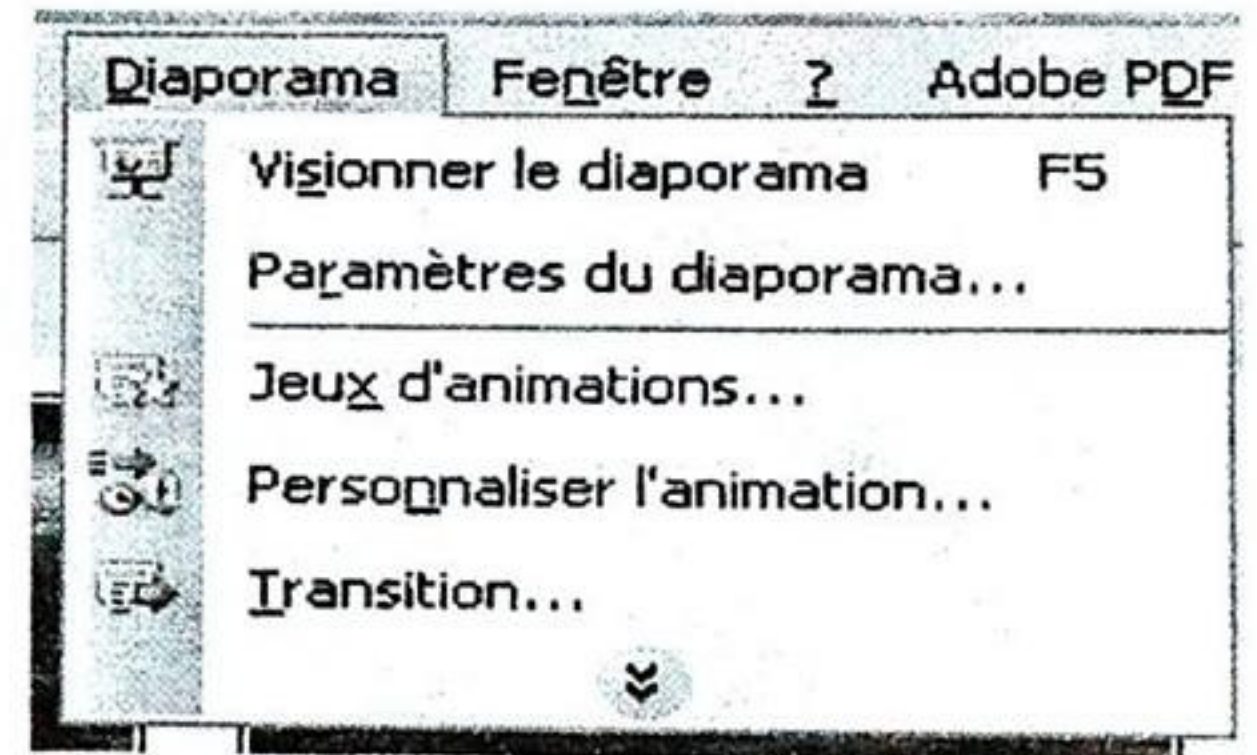 Diaporama Fenêtre ? Adobe PDF
Visionner le diaporama F5
Paramètres du diaporama...
Jeux d'animations...
Personnaliser l'animation...
Transition...